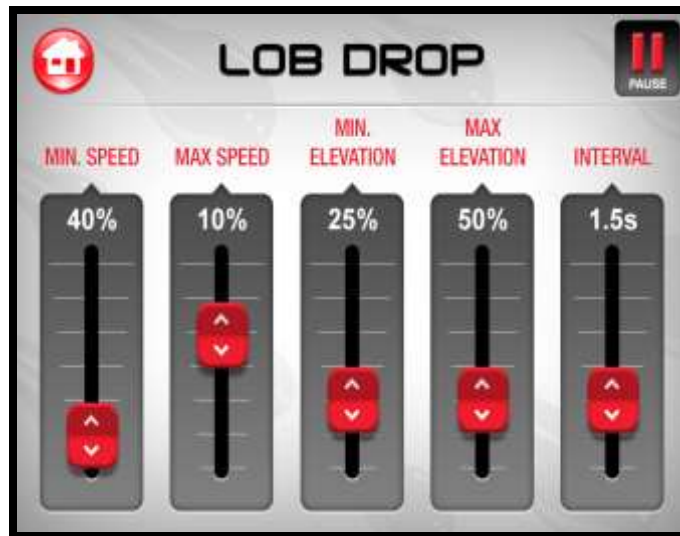 LOB DROP
PAUSE
MIN. SPEED
MAX SPEED
MIN.
ELEVATION
MAX
ELEVATION
INTERVAL
40%
10%
25%
50%
1.5s